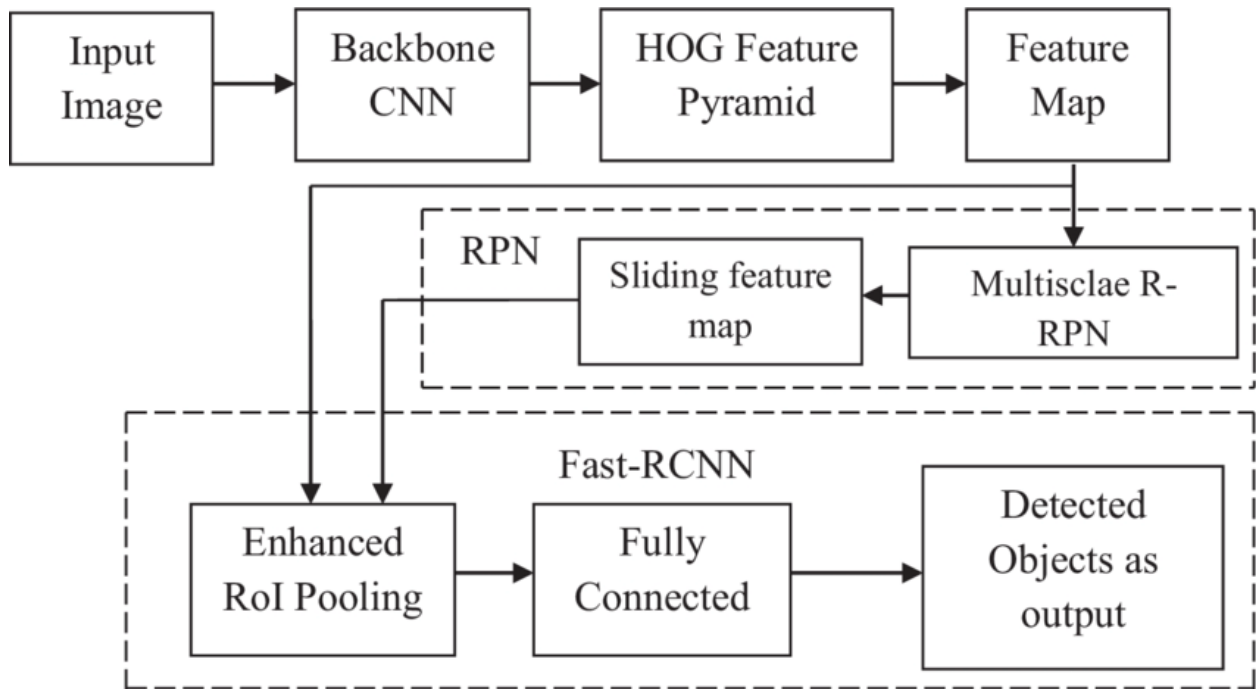 Input
Image
Backbone
CNN
HOG Feature
Pyramid
Feature
Map
RPN
Sliding feature
map
Multisclae R-
RPN
Fast-RCNN
Enhanced
RoI Pooling
Fully
Connected
Detected
Objects as
output